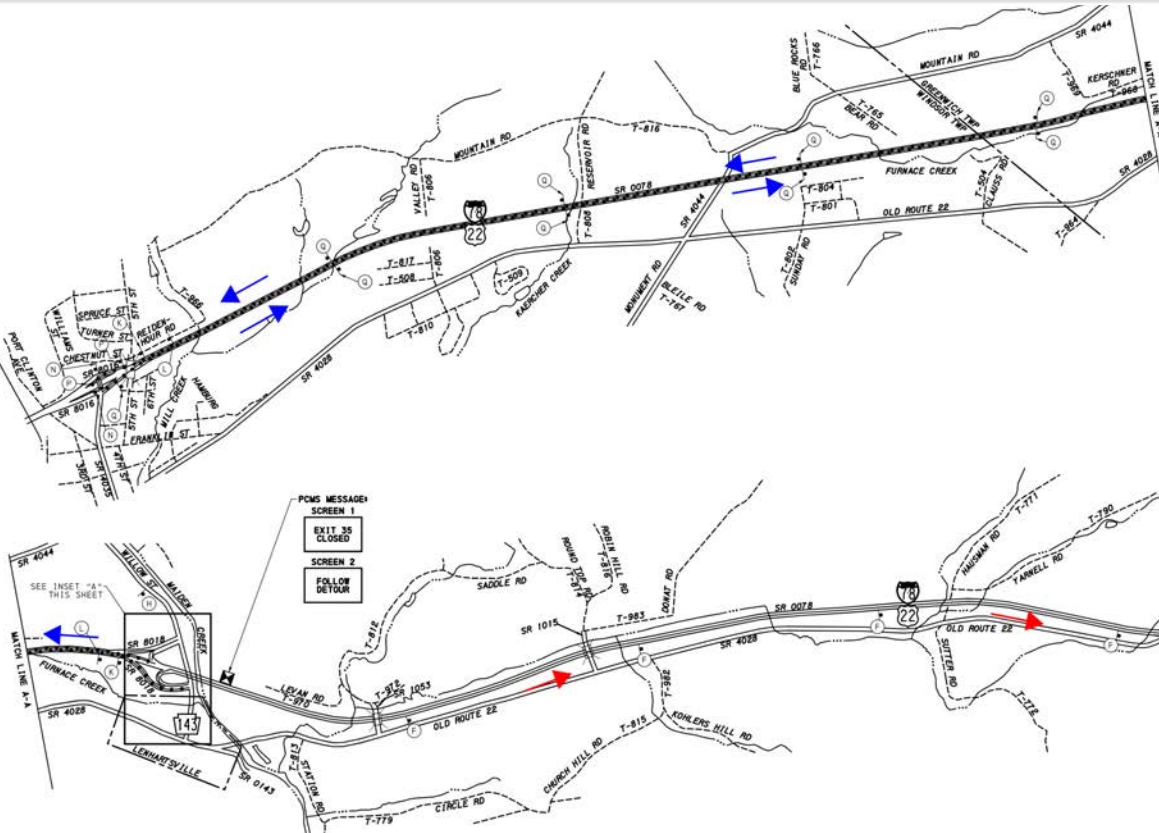 SR 4044
MOUNTAIN RD
BLUE ROCKS
RD
T-766
KERSCHNER
RD
T-968
T-969
MATCH LINE A-A
GREENWICH TWP
WINDSOR TWP
T-765
BEAR RD
T-816
MOUNTAIN RD
RESERVOIR RD
SR 0078
VALLEY RD
T-806
78
22
SR 4044
FURNACE CREEK
T-504
CLAUSS RD
SR 4028
T-804
T-801
OLD ROUTE 22
T-964
T-802
SUNDAY RD
T-808
T-806
T-817
T-508
T-509
KAERCHER CREEK
MONUMENT RD
BLEILE RD
T-767
T-810
SR 4028
T-966
5TH ST
SPRUCE ST
WILLIAMS
ST
TURNER ST
REIDEN-
HOUR RD
CHESTNUT ST
SR 8016
PORT CLINTON
AVE
SR 8016
5TH ST
6TH ST
MILL CREEK
HAMBURG
FRANKLIN ST
3RD ST
4TH ST
Q
Q
Q
Q
Q
Q
Q
Q
Q
K
P
N
P
L
Q
N
PCMS MESSAGE:
SCREEN 1
EXIT 35
CLOSED
SCREEN 2
FOLLOW
DETOUR
SR 4044
SEE INSET "A"
THIS SHEET
WILLOW ST
MAIDEN
CREEK
H
L
K
SR 8018
SR 8018
MATCH LINE A-A
FURNACE CREEK
SR 4028
143
LENHARTSVILLE
SR 0143
LEVAN RD
T-970
T-812
SADDLE RD
T-972
SR 1053
OLD ROUTE 22
F
T-813
STATION RD
T-779
CIRCLE RD
CHURCH HILL RD
T-815
SR 1015
ROUND TOP RD
T-814
ROBIN HILL RD
T-816
T-983
DONAT RD
SR 4028
F
T-982
KOHLERS HILL RD
SR 0078
78
22
F
HAUSMAN RD
T-771
YARNELL RD
T-790
OLD ROUTE 22
F
SUTTER RD
T-772